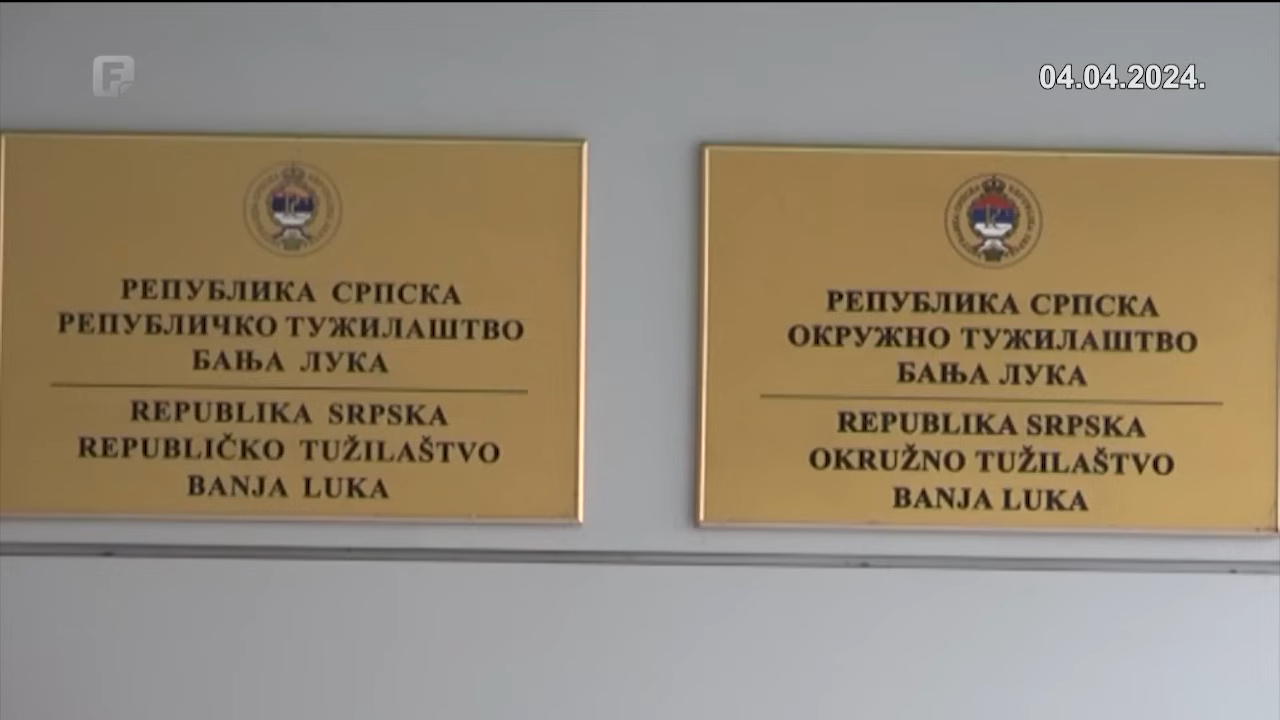 F
04.04.2024.
РЕПУБЛИКА СРПСКА
РЕПУБЛИЧКО ТУЖИЛАШТВО
БАЊА ЛУКА
REPUBLIKA SRPSKA
REPUBLIČKO TUŽILAŠTVO
BANJA LUKA
РЕПУБЛИКА СРПСКА
ОКРУЖНО ТУЖИЛАШТВО
БАЊА ЛУКА
REPUBLIKA SRPSKA
OKRUŽNO TUŽILAŠTVO
BANJA LUKA